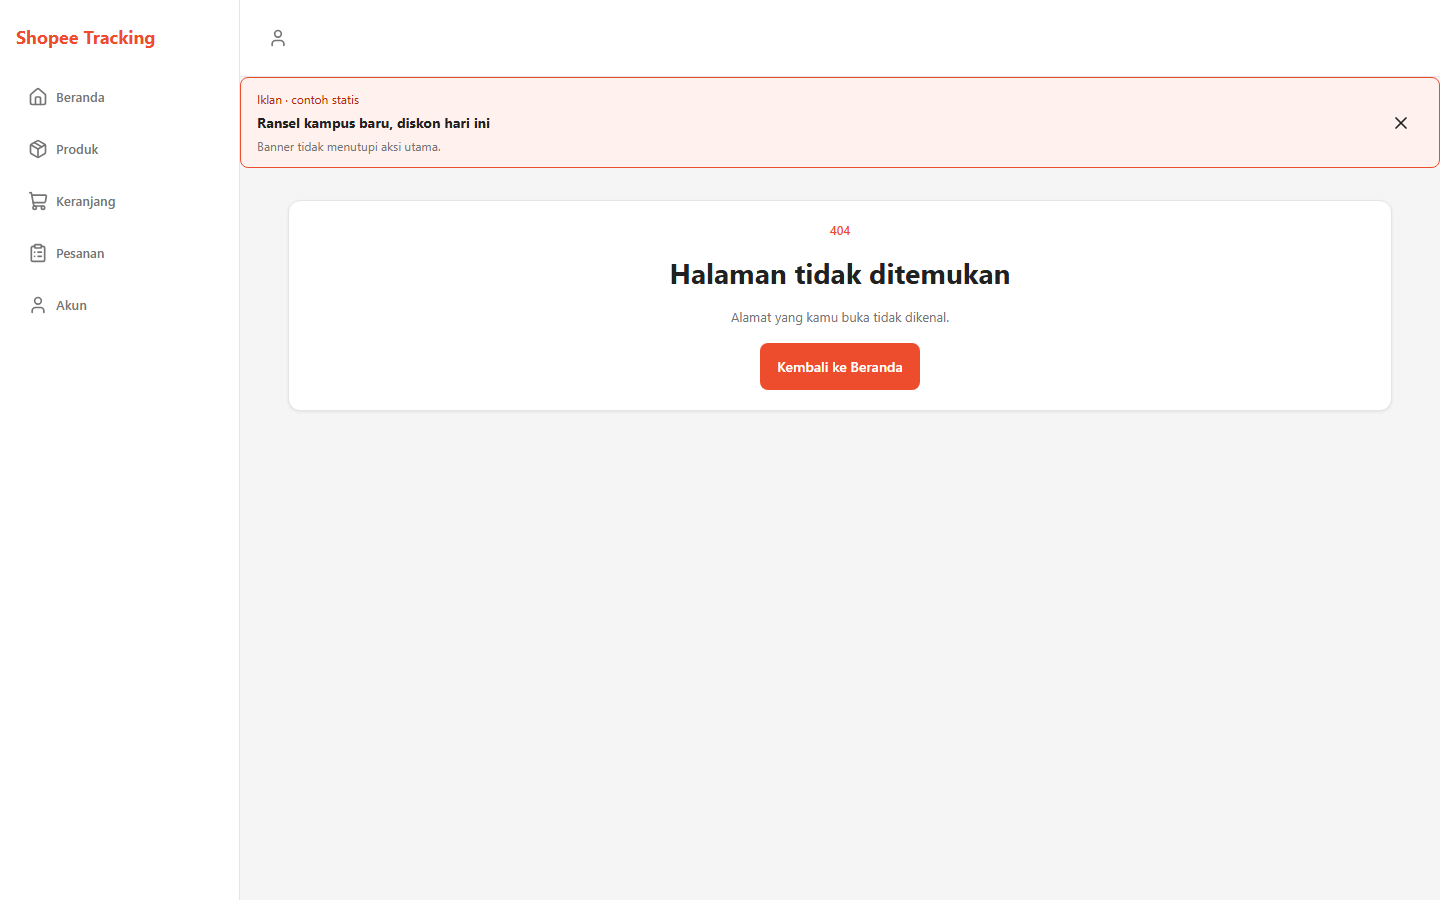 Shopee Tracking
Beranda
Produk
Keranjang
Pesanan
Akun
Iklan · contoh statis
Ransel kampus baru, diskon hari ini
Banner tidak menutupi aksi utama.
404
Halaman tidak ditemukan
Alamat yang kamu buka tidak dikenal.
Kembali ke Beranda